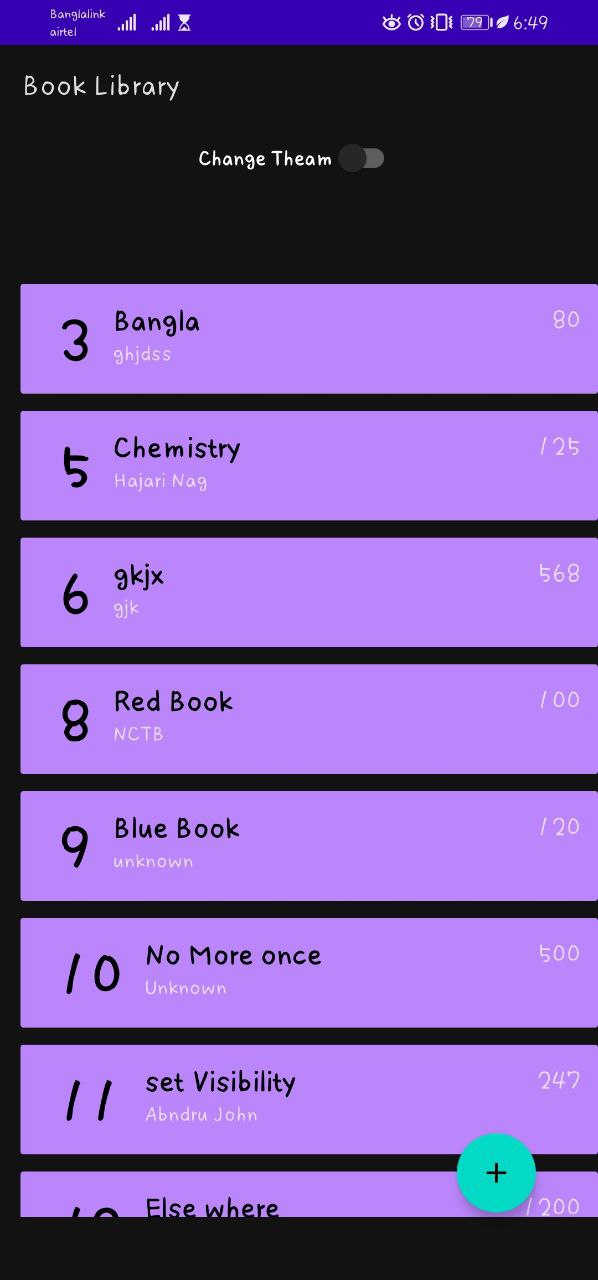 Banglalink
airtel
79 6:49
Book Library
Change Theam
3 Bangla 80
ghjdss
5 Chemistry 125
Hajari Nag
6 gkjx 568
gjk
8 Red Book 100
NCTB
9 Blue Book 120
unknown
10 No More once 500
Unknown
11 set Visibility 247
Abndru John
Else where 1200